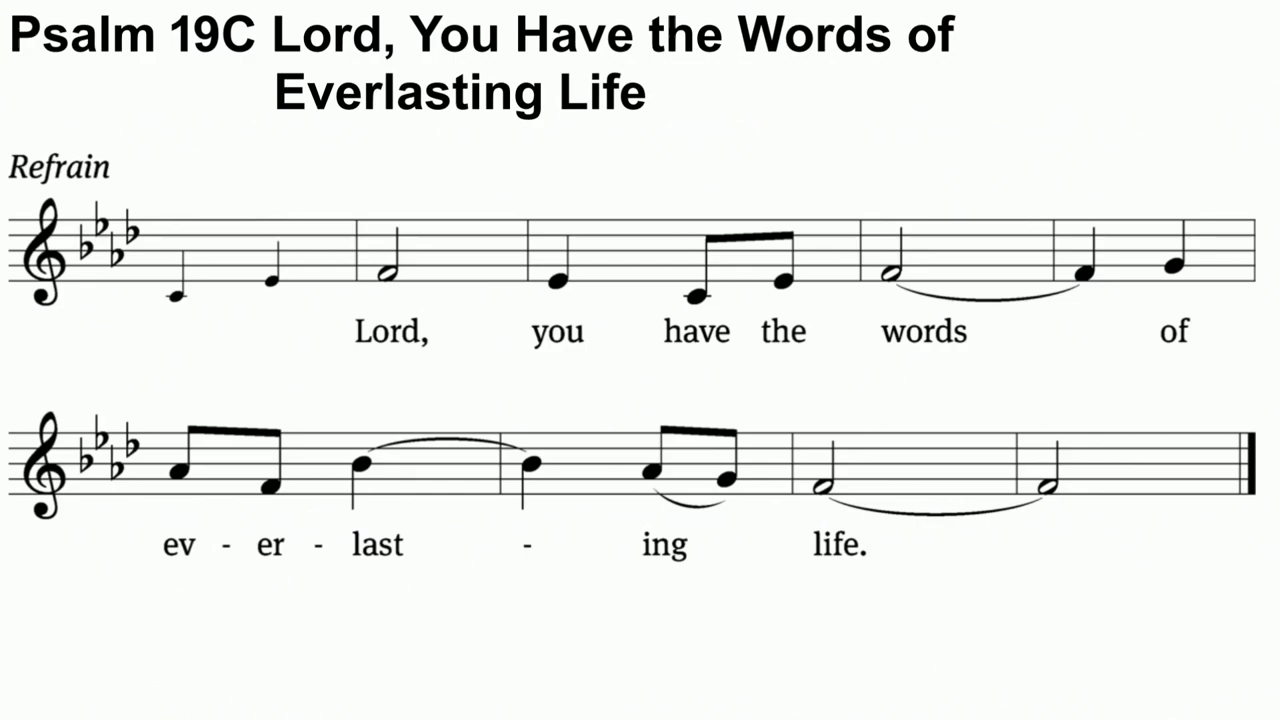 Psalm 19C Lord, You Have the Words of
Everlasting Life
Refrain
Lord, you have the words of
ev - er - last - ing life.